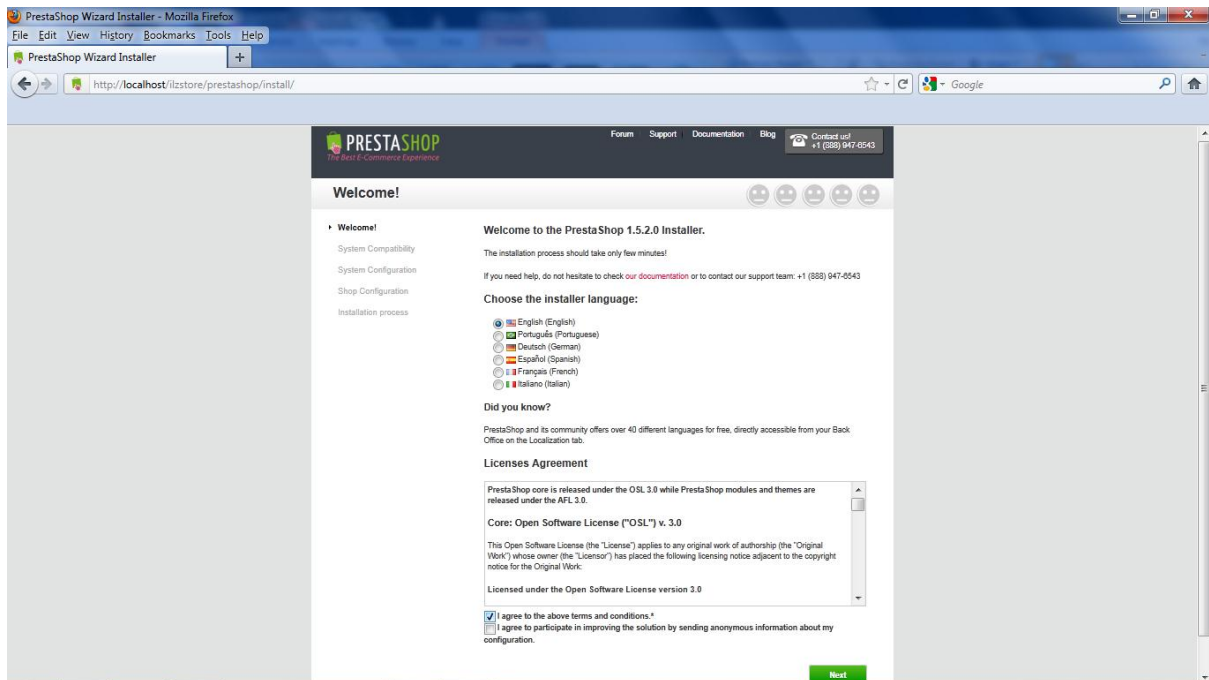 PrestaShop Wizard Installer - Mozilla Firefox
File Edit View History Bookmarks Tools Help
PrestaShop Wizard Installer
http://localhost/ilzstore/prestashop/install/
Google
PRESTASHOP
The Best E-Commerce Experience
Forum Support Documentation Blog
Contact us!
+1 (888) 947-6543
Welcome!
Welcome!
System Compatibility
System Configuration
Shop Configuration
Installation process
Welcome to the PrestaShop 1.5.2.0 Installer.
The installation process should take only few minutes!
If you need help, do not hesitate to check our documentation or to contact our support team: +1 (888) 947-6543
Choose the installer language:
English (English)
Português (Portuguese)
Deutsch (German)
Español (Spanish)
Français (French)
Italiano (Italian)
Did you know?
PrestaShop and its community offers over 40 different languages for free, directly accessible from your Back
Office on the Localization tab.
Licenses Agreement
PrestaShop core is released under the OSL 3.0 while PrestaShop modules and themes are
released under the AFL 3.0.
Core: Open Software License ("OSL") v. 3.0
This Open Software License (the "License") applies to any original work of authorship (the "Original
Work") whose owner (the "Licensor") has placed the following licensing notice adjacent to the copyright
notice for the Original Work:
Licensed under the Open Software License version 3.0
I agree to the above terms and conditions.*
I agree to participate in improving the solution by sending anonymous information about my
configuration.
Next